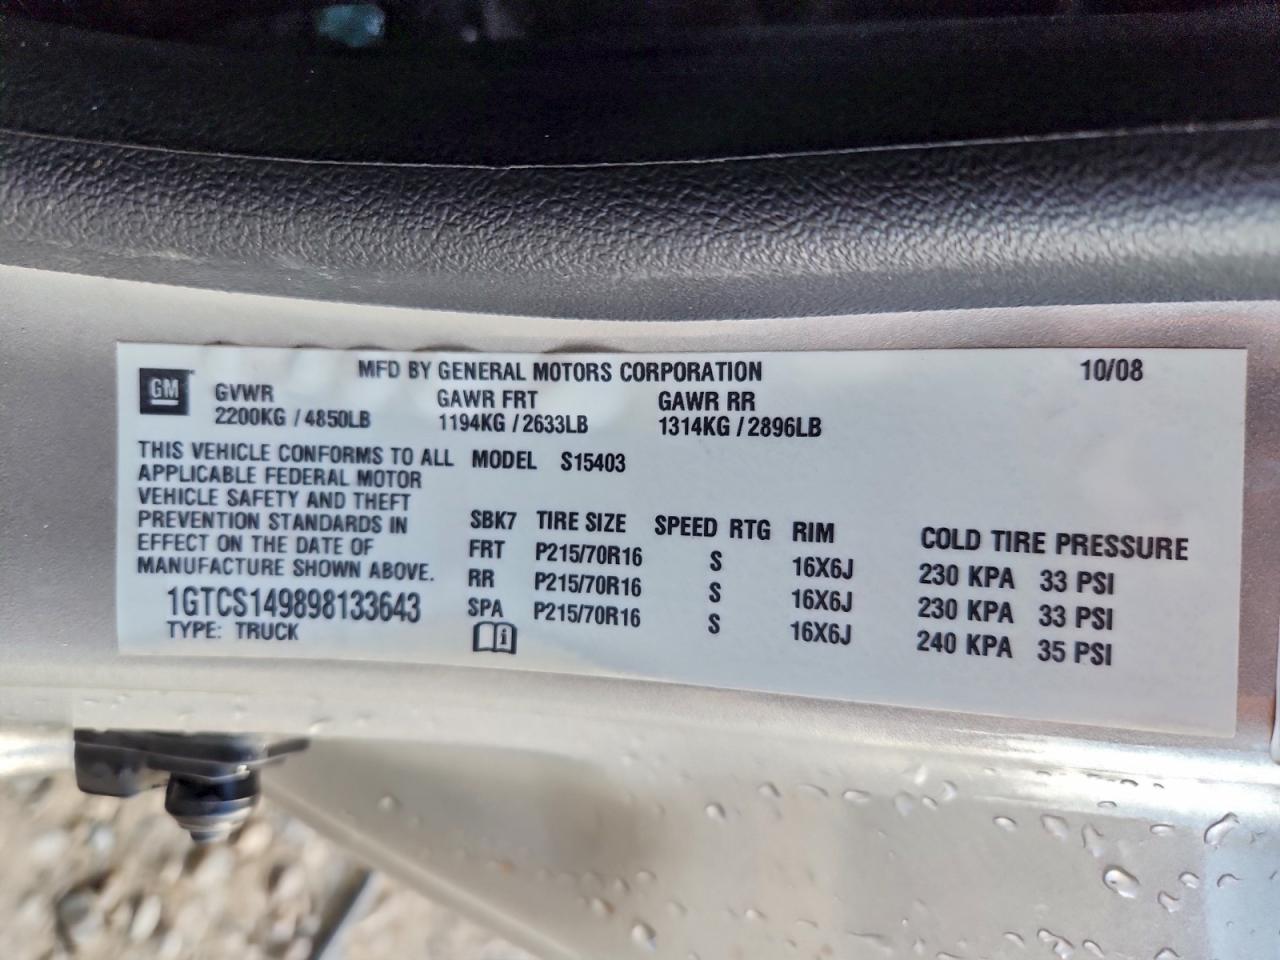 MFD BY GENERAL MOTORS CORPORATION 10/08
GM
GVWR GAWR FRT GAWR RR
2200KG / 4850LB 1194KG / 2633LB 1314KG / 2896LB
THIS VEHICLE CONFORMS TO ALL
APPLICABLE FEDERAL MOTOR
VEHICLE SAFETY AND THEFT
PREVENTION STANDARDS IN
EFFECT ON THE DATE OF
MANUFACTURE SHOWN ABOVE.
1GTCS149898133643
TYPE: TRUCK
MODEL S15403
SBK7 TIRE SIZE SPEED RTG RIM COLD TIRE PRESSURE
FRT P215/70R16 S 16X6J 230 KPA 33 PSI
RR P215/70R16 S 16X6J 230 KPA 33 PSI
SPA P215/70R16 S 16X6J 240 KPA 35 PSI
i